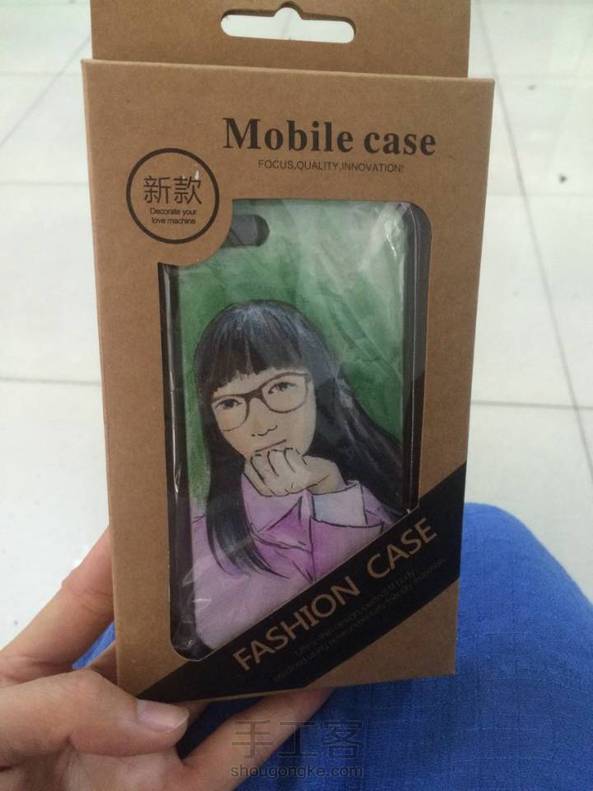 Mobile case
FOCUS,QUALITY,INNOVATION!
新款
Decorate your
love machine
FASHION CASE
手工客
shougongke.com